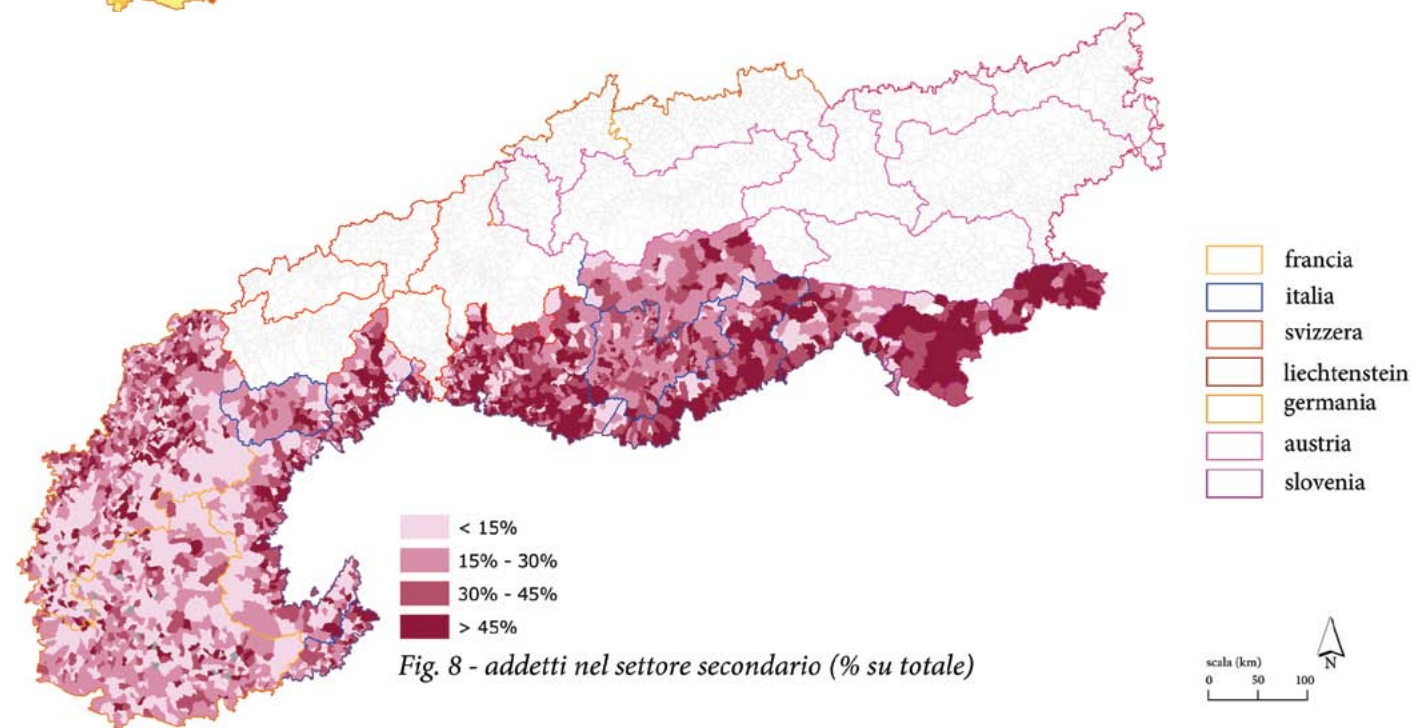 francia
italia
svizzera
liechtenstein
germania
austria
slovenia
< 15%
15% - 30%
30% - 45%
> 45%
Fig. 8 - addetti nel settore secondario (% su totale)
scala (km)
0 50 100
N